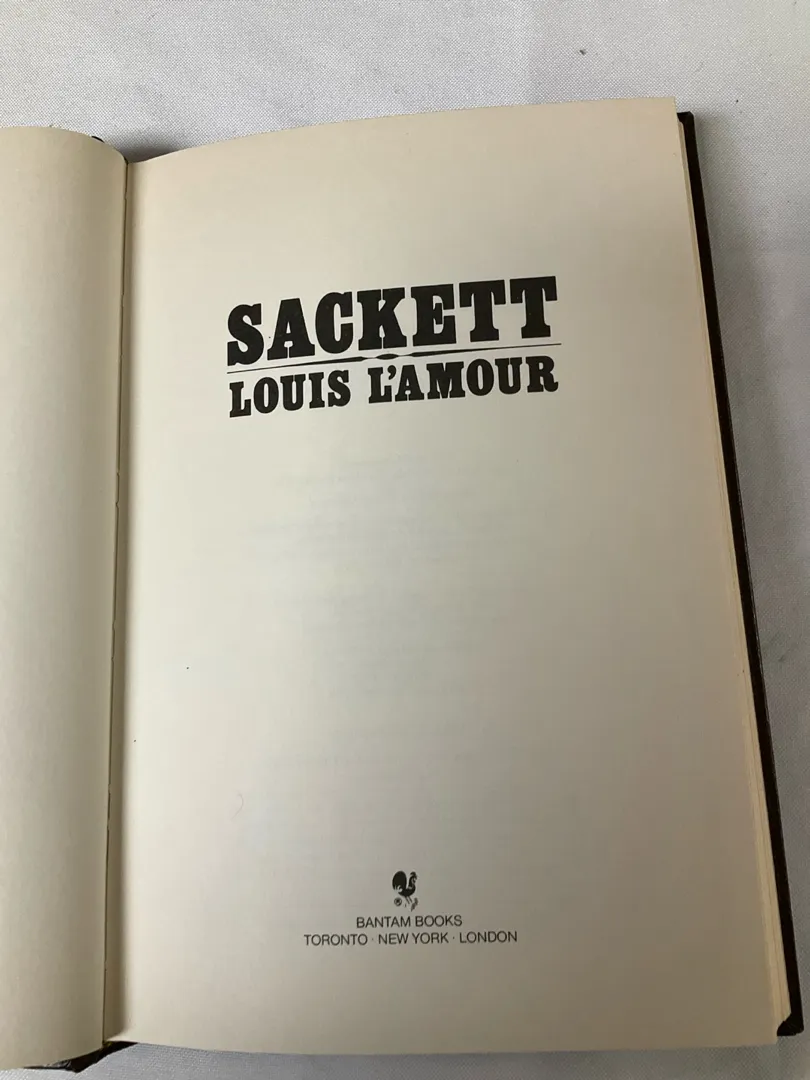 SACKETT
LOUIS L'AMOUR
BANTAM BOOKS
TORONTO · NEW YORK · LONDON